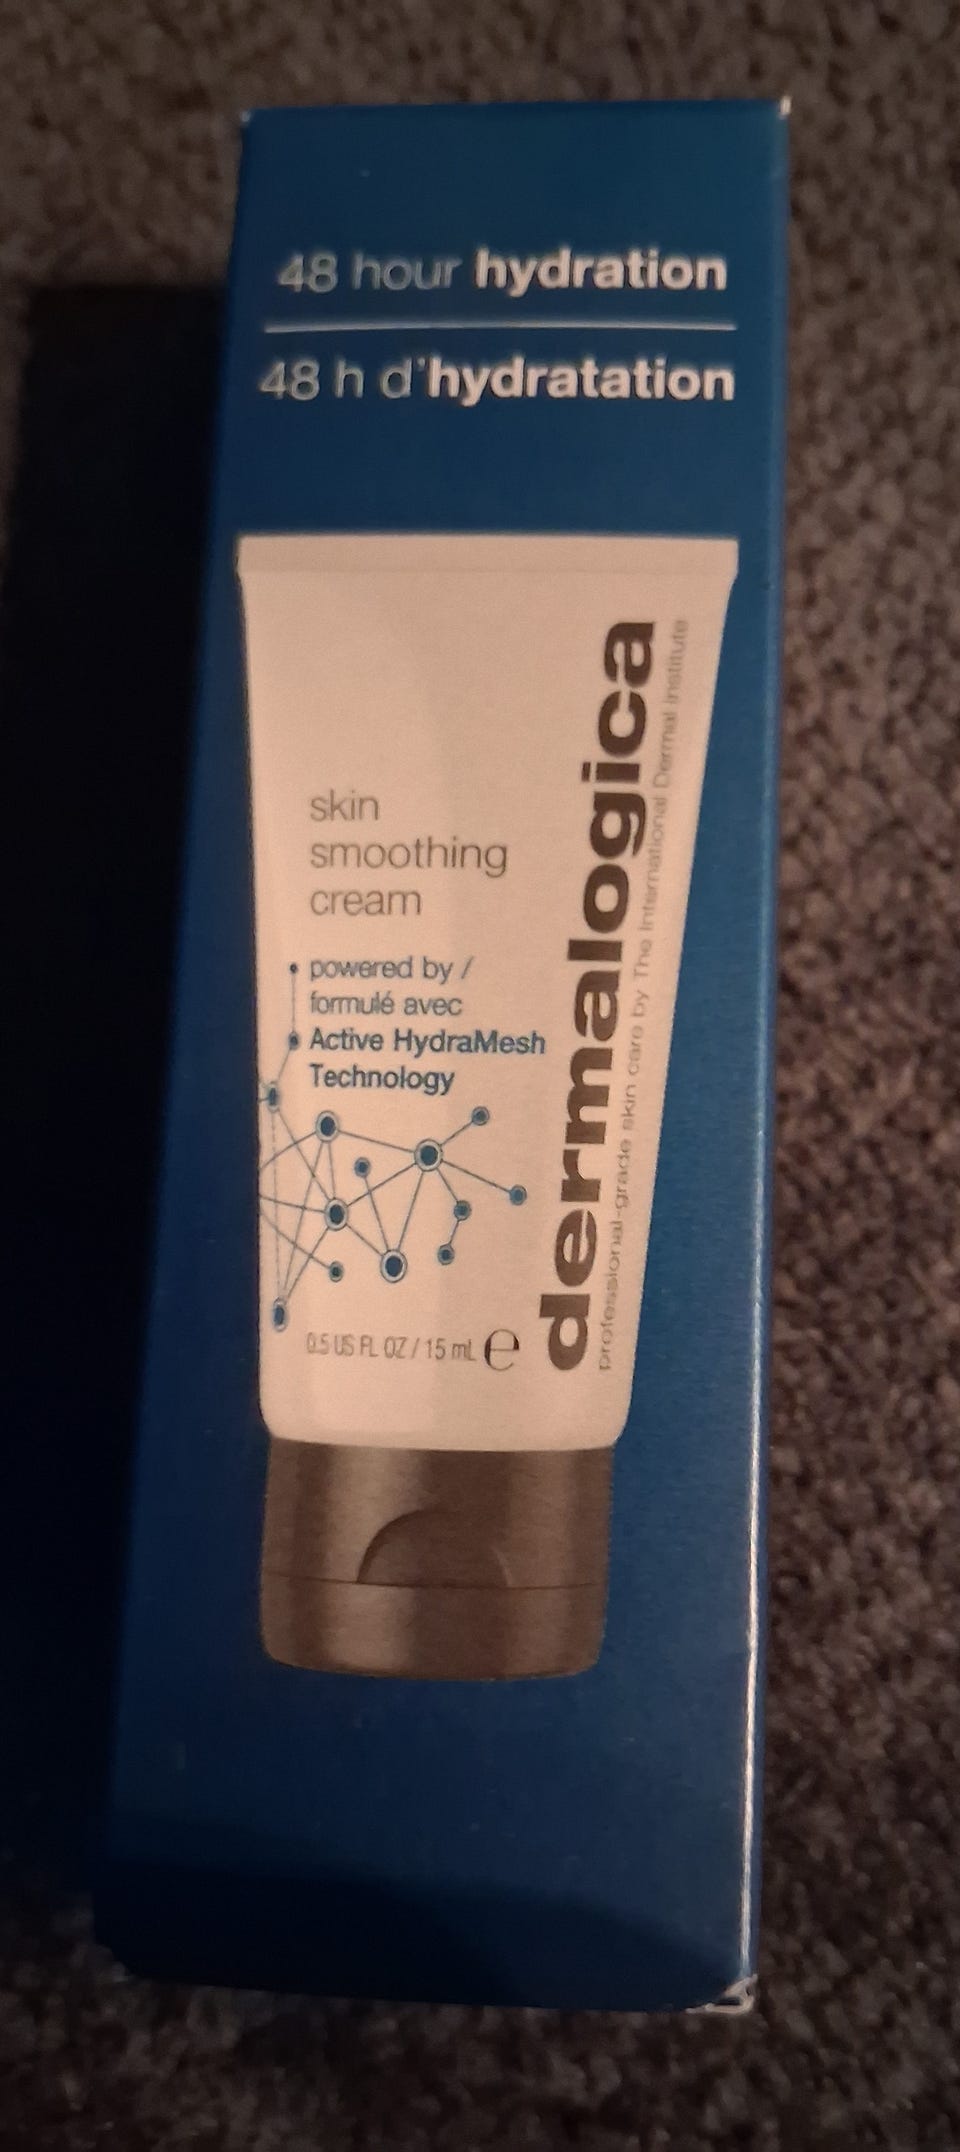 48 hour hydration
48 h d'hydratation
skin
smoothing
cream
powered by /
formulé avec
Active HydraMesh
Technology
0.5 US FL OZ / 15 mL e
dermalogica
professional-grade skin care by The International Dermal Institute